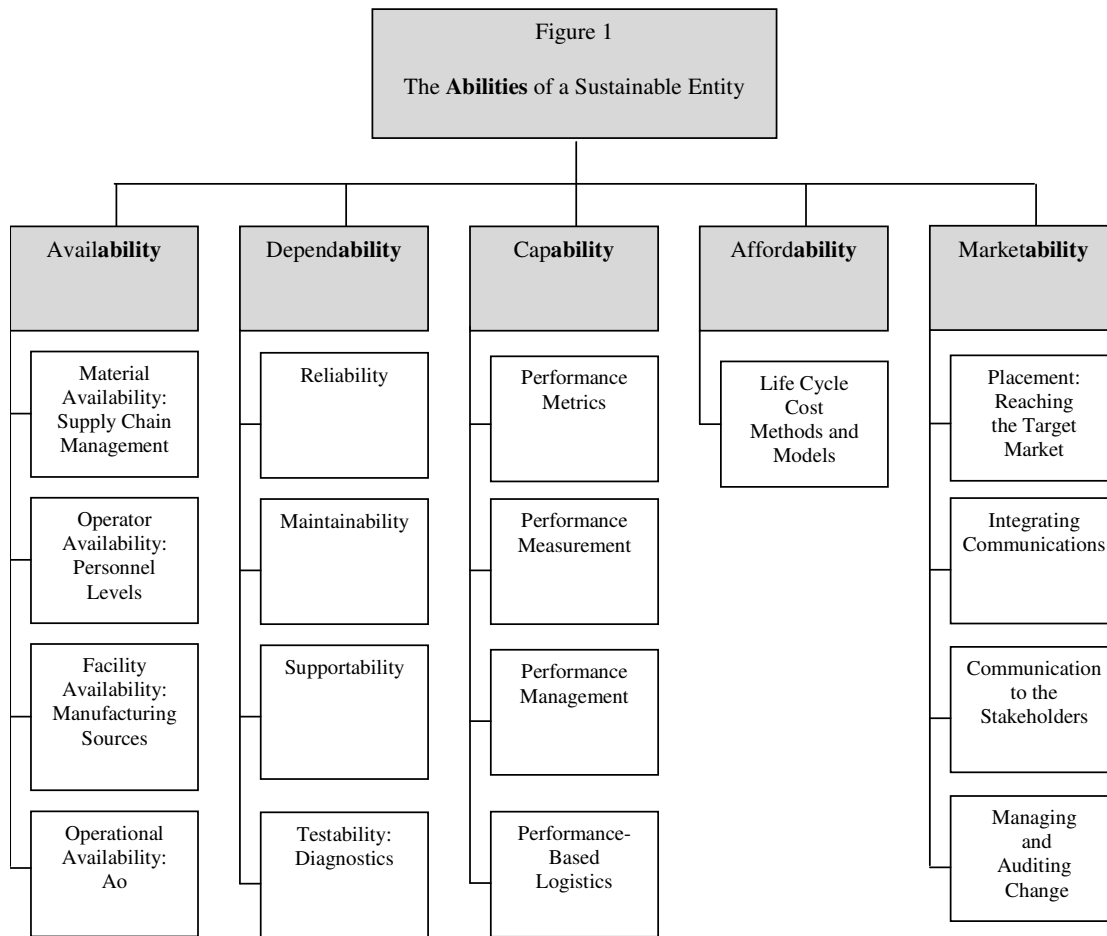 Figure 1
The Abilities of a Sustainable Entity
Availability
Dependability
Capability
Affordability
Marketability
Material
Availability:
Supply Chain
Management
Operator
Availability:
Personnel
Levels
Facility
Availability:
Manufacturing
Sources
Operational
Availability:
Ao
Reliability
Maintainability
Supportability
Testability:
Diagnostics
Performance
Metrics
Performance
Measurement
Performance
Management
Performance-
Based
Logistics
Life Cycle
Cost
Methods and
Models
Placement:
Reaching
the Target
Market
Integrating
Communications
Communication
to the
Stakeholders
Managing
and
Auditing
Change